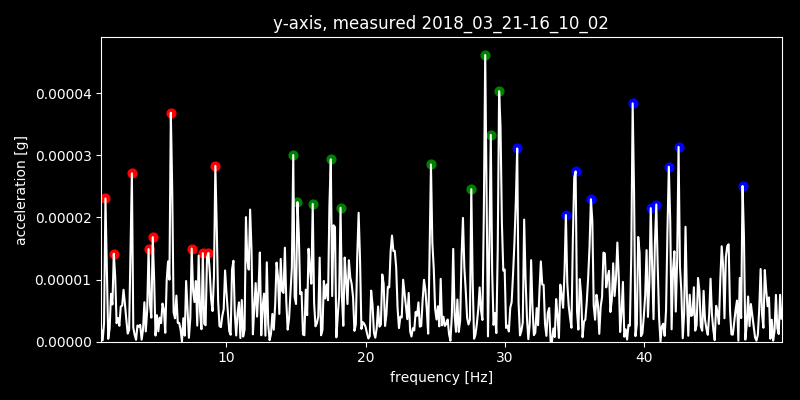 y-axis, measured 2018_03_21-16_10_02
acceleration [g]
0.00004
0.00003
0.00002
0.00001
0.00000
10 20 30 40
frequency [Hz]